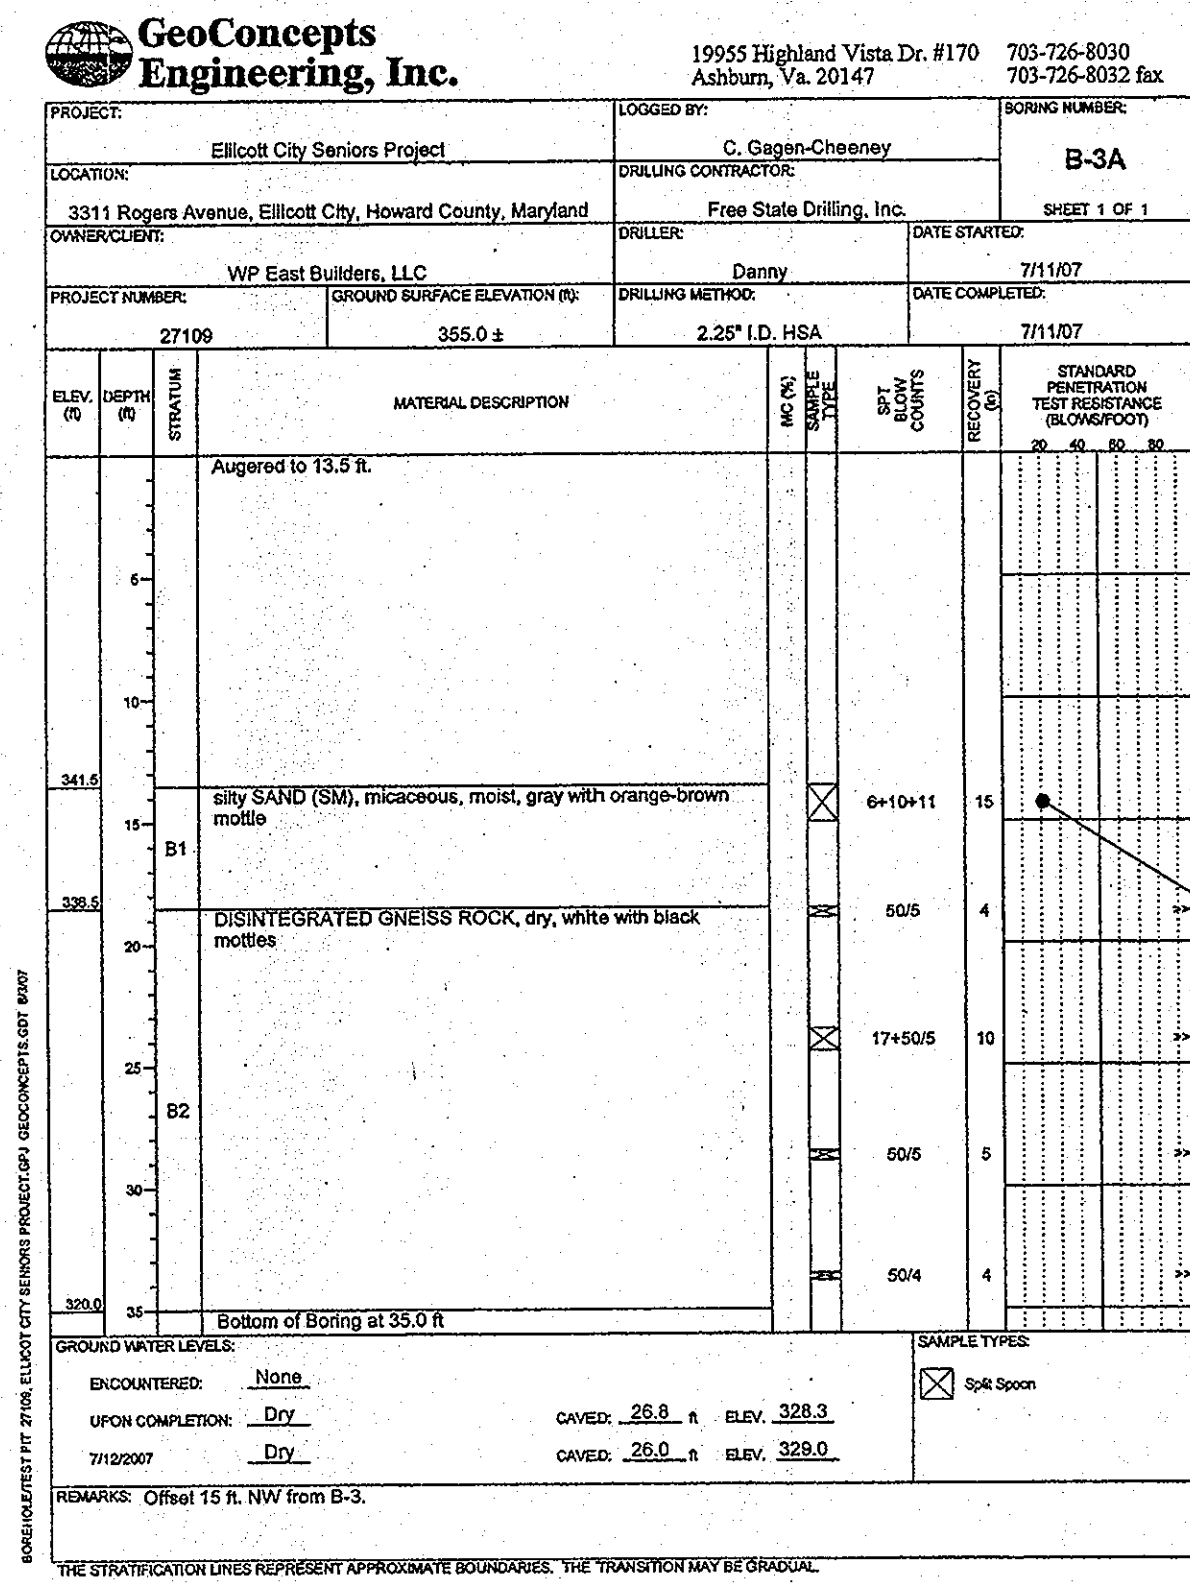 GeoConcepts
Engineering, Inc.
19955 Highland Vista Dr. #170 703-726-8030
Ashburn, Va. 20147 703-726-8032 fax
PROJECT:
Ellicott City Seniors Project
LOGGED BY:
C. Gagen-Cheeney
BORING NUMBER:
B-3A
SHEET 1 OF 1
LOCATION:
3311 Rogers Avenue, Ellicott City, Howard County, Maryland
DRILLING CONTRACTOR:
Free State Drilling, Inc.
OWNER/CLIENT:
WP East Builders, LLC
DRILLER:
Danny
DATE STARTED:
7/11/07
PROJECT NUMBER:
27109
GROUND SURFACE ELEVATION (ft):
355.0 ±
DRILLING METHOD:
2.25" I.D. HSA
DATE COMPLETED:
7/11/07
ELEV. (ft)
DEPTH (ft)
STRATUM
MATERIAL DESCRIPTION
MC (%)
SAMPLE TYPE
SPT BLOW COUNTS
RECOVERY (in)
STANDARD
PENETRATION
TEST RESISTANCE
(BLOWS/FOOT)
20 40 60 80
Augered to 13.5 ft.
5
10
341.5
silty SAND (SM), micaceous, moist, gray with orange-brown
mottle
6+10+11 15
15
B1
338.5
DISINTEGRATED GNEISS ROCK, dry, white with black
mottles
50/5 4 >>
20
17+50/5 10 >>
25
B2
50/5 5 >>
30
50/4 4 >>
320.0
35
Bottom of Boring at 35.0 ft
GROUND WATER LEVELS:
ENCOUNTERED: None
UPON COMPLETION: Dry CAVED: 26.8 ft ELEV. 328.3
7/12/2007 Dry CAVED: 26.0 ft ELEV. 329.0
SAMPLE TYPES:
Split Spoon
REMARKS: Offset 15 ft. NW from B-3.
THE STRATIFICATION LINES REPRESENT APPROXIMATE BOUNDARIES. THE TRANSITION MAY BE GRADUAL.
BOREHOLE/TEST PIT 27109, ELLICOT CITY SENIORS PROJECT.GPJ GEOCONCEPTS.GDT 8/3/07